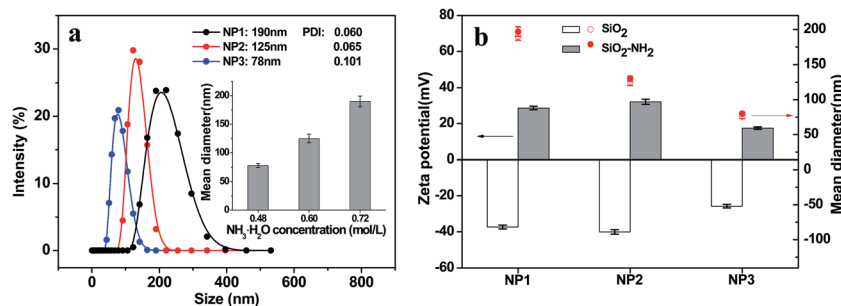 a
NP1: 190nm PDI: 0.060
NP2: 125nm 0.065
NP3: 78nm 0.101
Intensity (%)
30
20
10
0
0 200 400 600 800
Size (nm)
Mean diameter(nm)
200
150
100
50
0
0.48 0.60 0.72
NH3·H2O concentration (mol/L)
b
SiO2
SiO2-NH2
Zeta potential(mV)
80
60
40
20
0
-20
-40
-60
NP1 NP2 NP3
200
150
100
50
0
-50
-100
Mean diameter(nm)